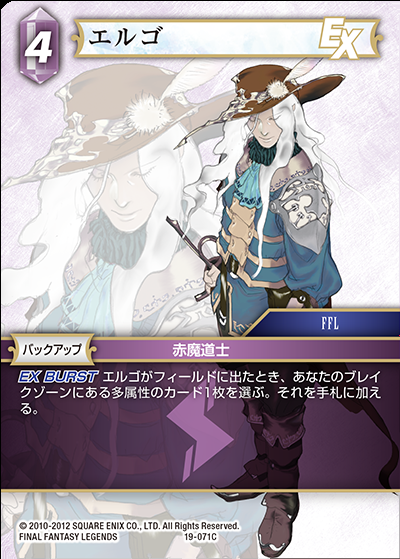 4
エルゴ
EX
FFL
バックアップ
赤魔道士
EX BURST エルゴがフィールドに出たとき、あなたのブレイ
クゾーンにある多属性のカード1枚を選ぶ。それを手札に加え
る。
© 2010-2012 SQUARE ENIX CO., LTD. All Rights Reserved.
FINAL FANTASY LEGENDS
19-071C